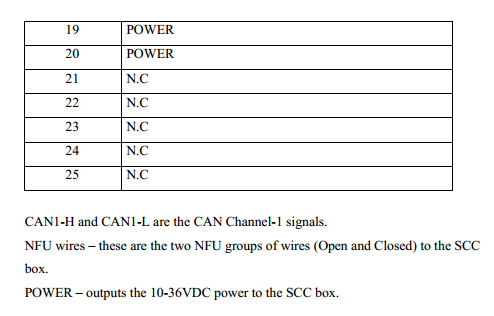 19 POWER
20 POWER
21 N.C
22 N.C
23 N.C
24 N.C
25 N.C
CAN1-H and CAN1-L are the CAN Channel-1 signals.
NFU wires – these are the two NFU groups of wires (Open and Closed) to the SCC
box.
POWER – outputs the 10-36VDC power to the SCC box.